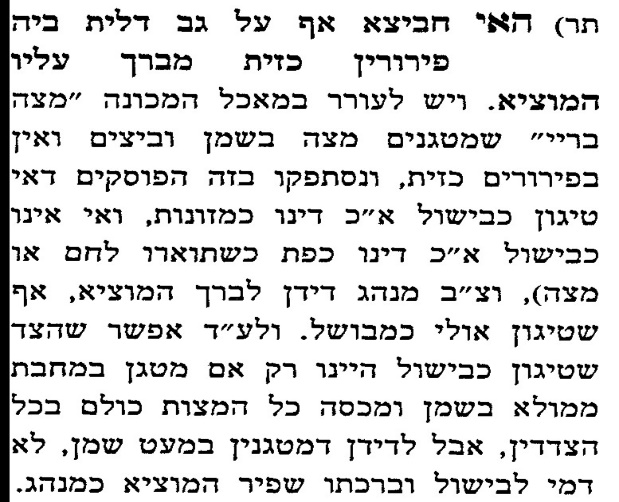 תר) האי חביצא אף על גב דלית ביה
פירורין כזית מברך עליו
המוציא. ויש לעורר במאכל המכונה "מצה
בריי" שמטגנים מצה בשמן וביצים ואין
בפירורים כזית, ונסתפקו בזה הפוסקים דאי
טיגון כבישול א"כ דינו כמזונות, ואי אינו
כבישול א"כ דינו כפת כשתוארו לחם או
מצה), וצ"ב מנהג דידן לברך המוציא, אף
שטיגון אולי כמבושל. ולע"ד אפשר שהצד
שטיגון כבישול היינו רק אם מטגן במחבת
ממולא בשמן ומכסה כל המצות כולם בכל
הצדדין, אבל לדידן דמטגנין במעט שמן, לא
דמי לבישול וברכתו שפיר המוציא כמנהג.